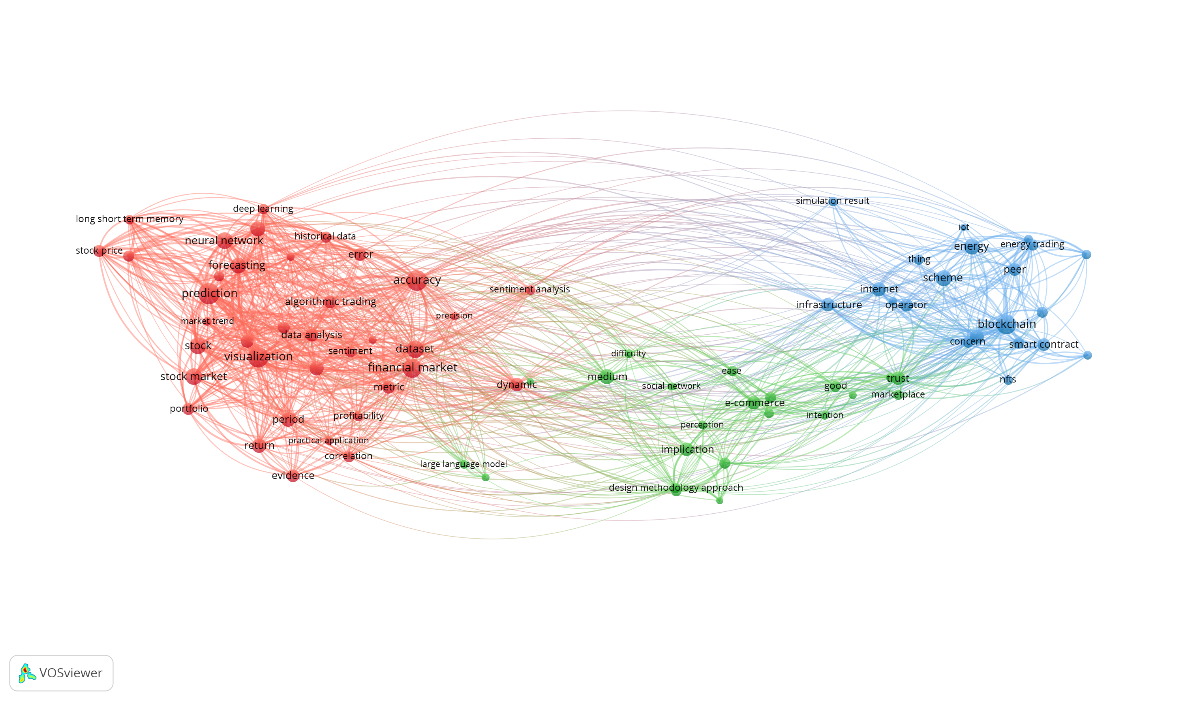 simulation result
deep learning
long short term memory
iot
historical data
neural network
energy trading
energy
stock price
error
thing
forecasting
peer
scheme
accuracy
sentiment analysis
internet
prediction
algorithmic trading
infrastructure
operator
precision
market trend
blockchain
data analysis
concern
smart contract
stock
dataset
sentiment
difficulty
visualization
financial market
ease
stock market
medium
trust
nfts
metric
dynamic
social network
good
marketplace
e-commerce
portfolio
profitability
intention
period
perception
practical application
return
implication
correlation
large language model
evidence
design methodology approach
VOSviewer